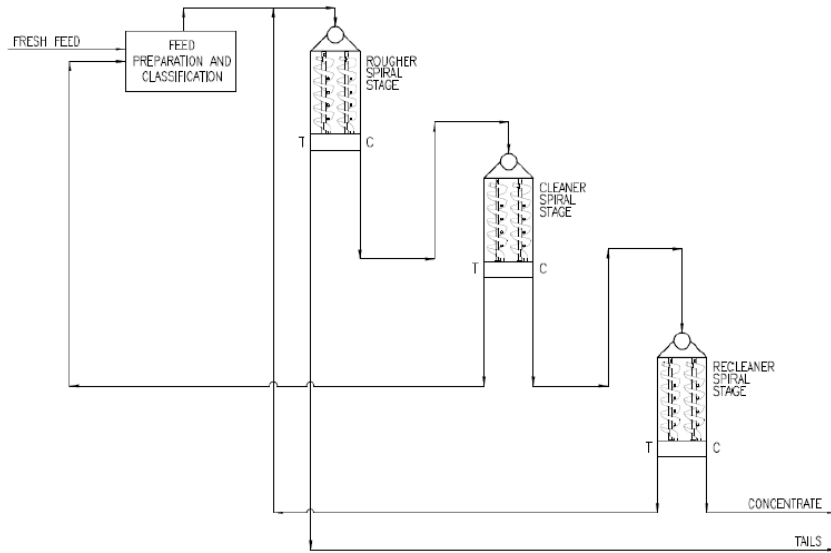 FRESH FEED
FEED
PREPARATION AND
CLASSIFICATION
ROUGHER
SPIRAL
STAGE
T
C
CLEANER
SPIRAL
STAGE
T
C
RECLEANER
SPIRAL
STAGE
T
C
CONCENTRATE
TAILS